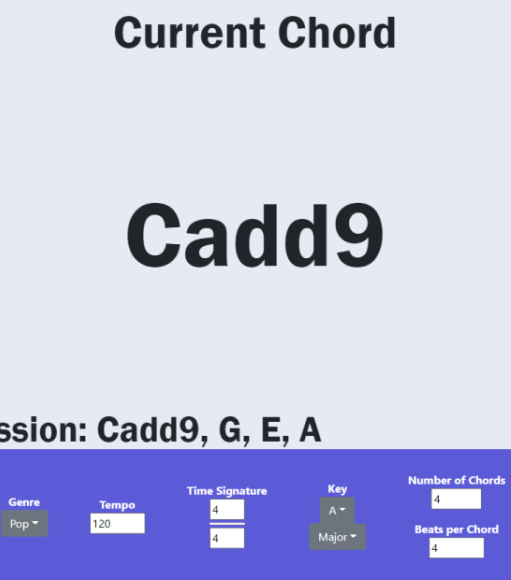 Current Chord
Cadd9
ssion: Cadd9, G, E, A
Genre
Pop
Tempo
120
Time Signature
4
4
Key
A
Major
Number of Chords
4
Beats per Chord
4